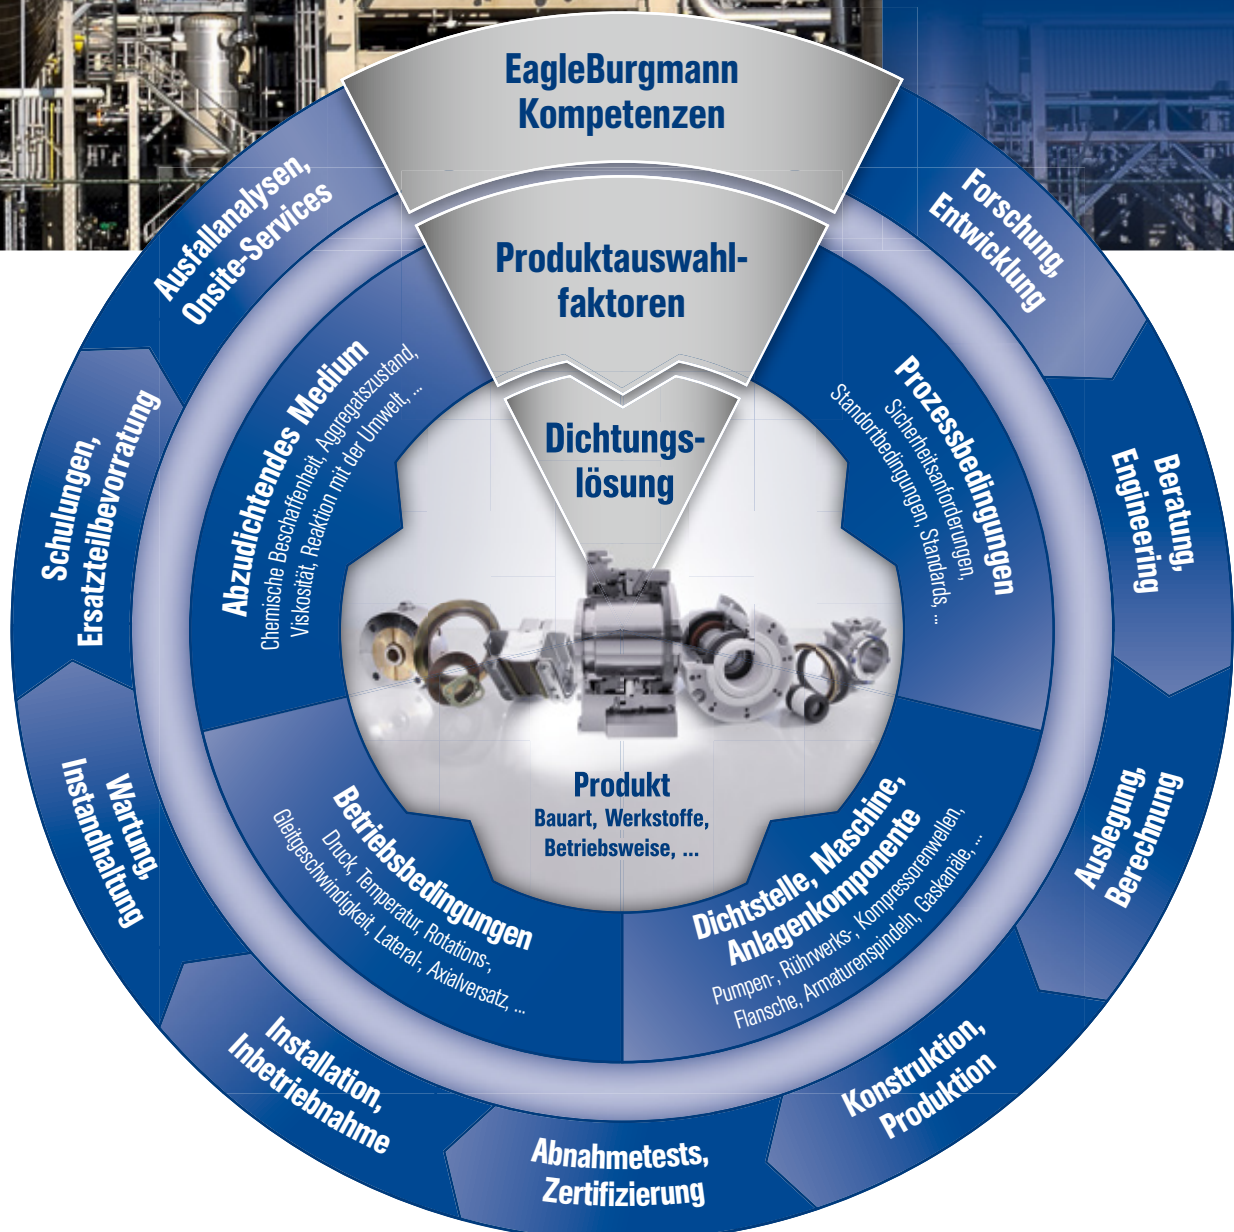 EagleBurgmann
Kompetenzen
Produktauswahl-
faktoren
Dichtungs-
lösung
Forschung,
Entwicklung
Beratung,
Engineering
Auslegung,
Berechnung
Konstruktion,
Produktion
Abnahmetests,
Zertifizierung
Installation,
Inbetriebnahme
Wartung,
Instandhaltung
Schulungen,
Ersatzteilbevorratung
Ausfallanalysen,
Onsite-Services
Prozessbedingungen
Sicherheitsanforderungen,
Standortbedingungen, Standards, ...
Dichtstelle, Maschine,
Anlagenkomponente
Pumpen-, Rührwerks-, Kompressorenwellen,
Flansche, Armaturenspindeln, Gaskanäle, ...
Betriebsbedingungen
Druck, Temperatur, Rotations-,
Gleitgeschwindigkeit, Lateral-, Axialversatz, ...
Abzudichtendes Medium
Chemische Beschaffenheit, Aggregatszustand,
Viskosität, Reaktion mit der Umwelt, ...
Produkt
Bauart, Werkstoffe,
Betriebsweise, ...